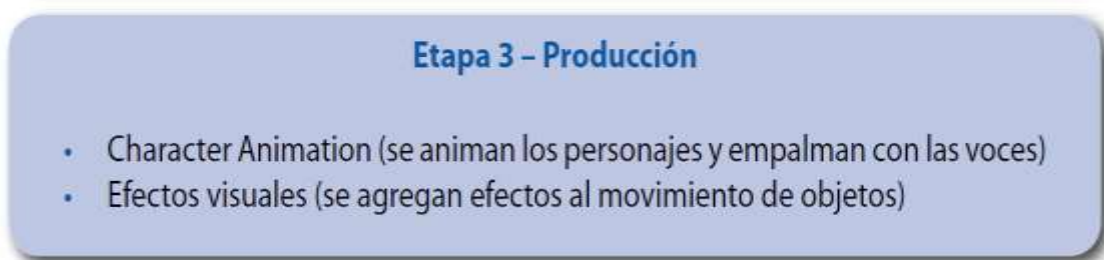 Etapa 3 – Producción
• Character Animation (se animan los personajes y empalman con las voces)
• Efectos visuales (se agregan efectos al movimiento de objetos)